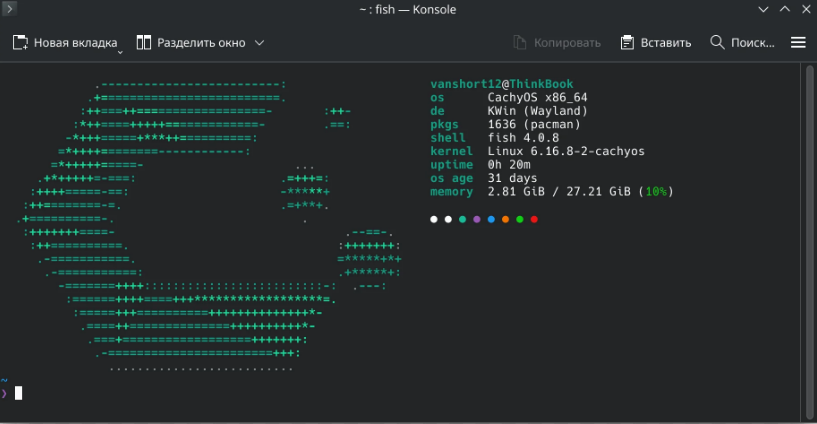 ~ : fish — Konsole
Новая вкладка Разделить окно Копировать Вставить Поиск...
vanshort12@ThinkBook
os CachyOS x86_64
de KWin (Wayland)
pkgs 1636 (pacman)
shell fish 4.0.8
kernel Linux 6.16.8-2-cachyos
uptime 0h 20m
os age 31 days
memory 2.81 GiB / 27.21 GiB (10%)
~
❯